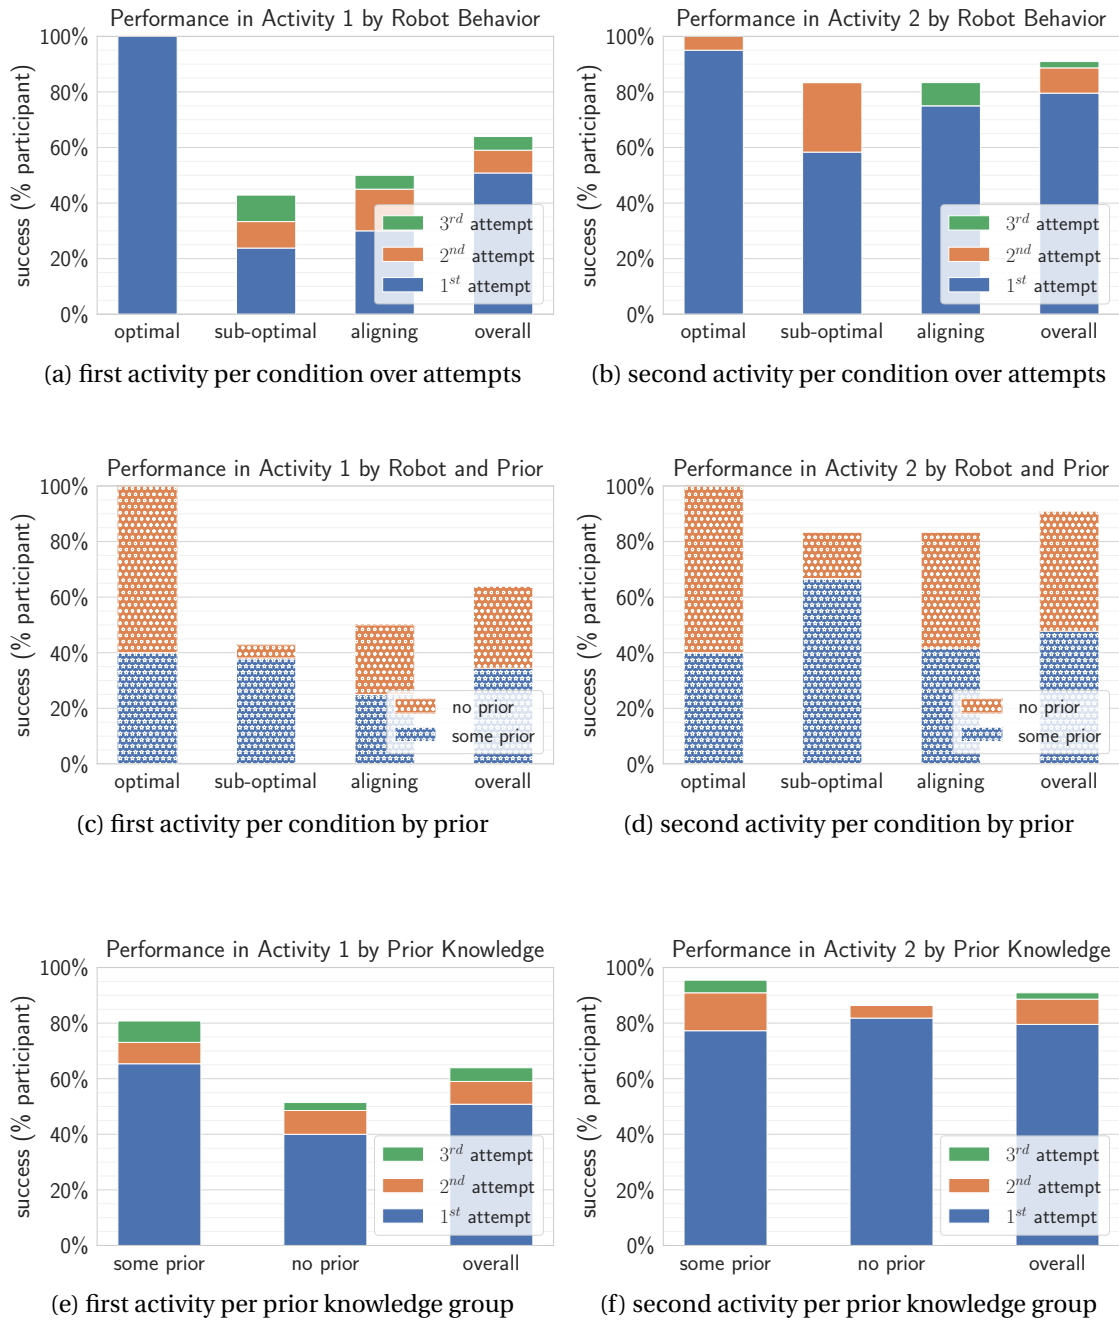 Performance in Activity 1 by Robot Behavior
success (% participant)
100%
80%
60%
40%
20%
0%
3rd attempt
2nd attempt
1st attempt
optimal sub-optimal aligning overall
(a) first activity per condition over attempts
Performance in Activity 2 by Robot Behavior
success (% participant)
100%
80%
60%
40%
20%
0%
3rd attempt
2nd attempt
1st attempt
optimal sub-optimal aligning overall
(b) second activity per condition over attempts
Performance in Activity 1 by Robot and Prior
success (% participant)
100%
80%
60%
40%
20%
0%
no prior
some prior
optimal sub-optimal aligning overall
(c) first activity per condition by prior
Performance in Activity 2 by Robot and Prior
success (% participant)
100%
80%
60%
40%
20%
0%
no prior
some prior
optimal sub-optimal aligning overall
(d) second activity per condition by prior
Performance in Activity 1 by Prior Knowledge
success (% participant)
100%
80%
60%
40%
20%
0%
3rd attempt
2nd attempt
1st attempt
some prior no prior overall
(e) first activity per prior knowledge group
Performance in Activity 2 by Prior Knowledge
success (% participant)
100%
80%
60%
40%
20%
0%
3rd attempt
2nd attempt
1st attempt
some prior no prior overall
(f) second activity per prior knowledge group